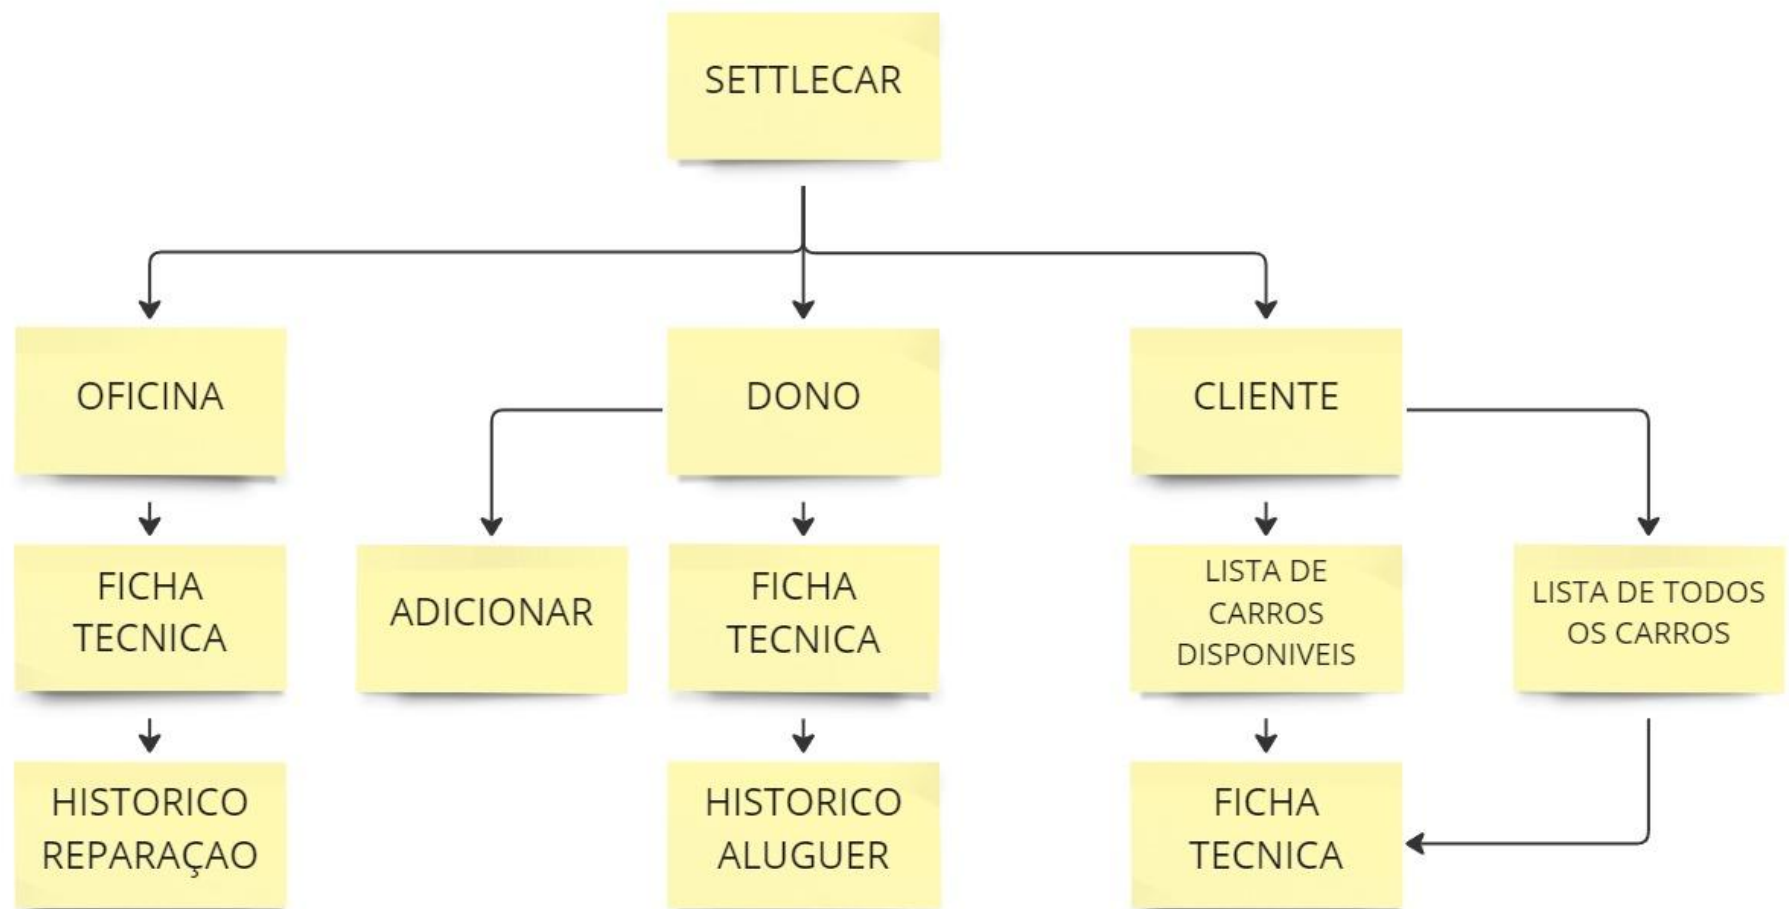 SETTLECAR
OFICINA
DONO
CLIENTE
FICHA
TECNICA
ADICIONAR
FICHA
TECNICA
LISTA DE
CARROS
DISPONIVEIS
LISTA DE TODOS
OS CARROS
HISTORICO
REPARAÇAO
HISTORICO
ALUGUER
FICHA
TECNICA